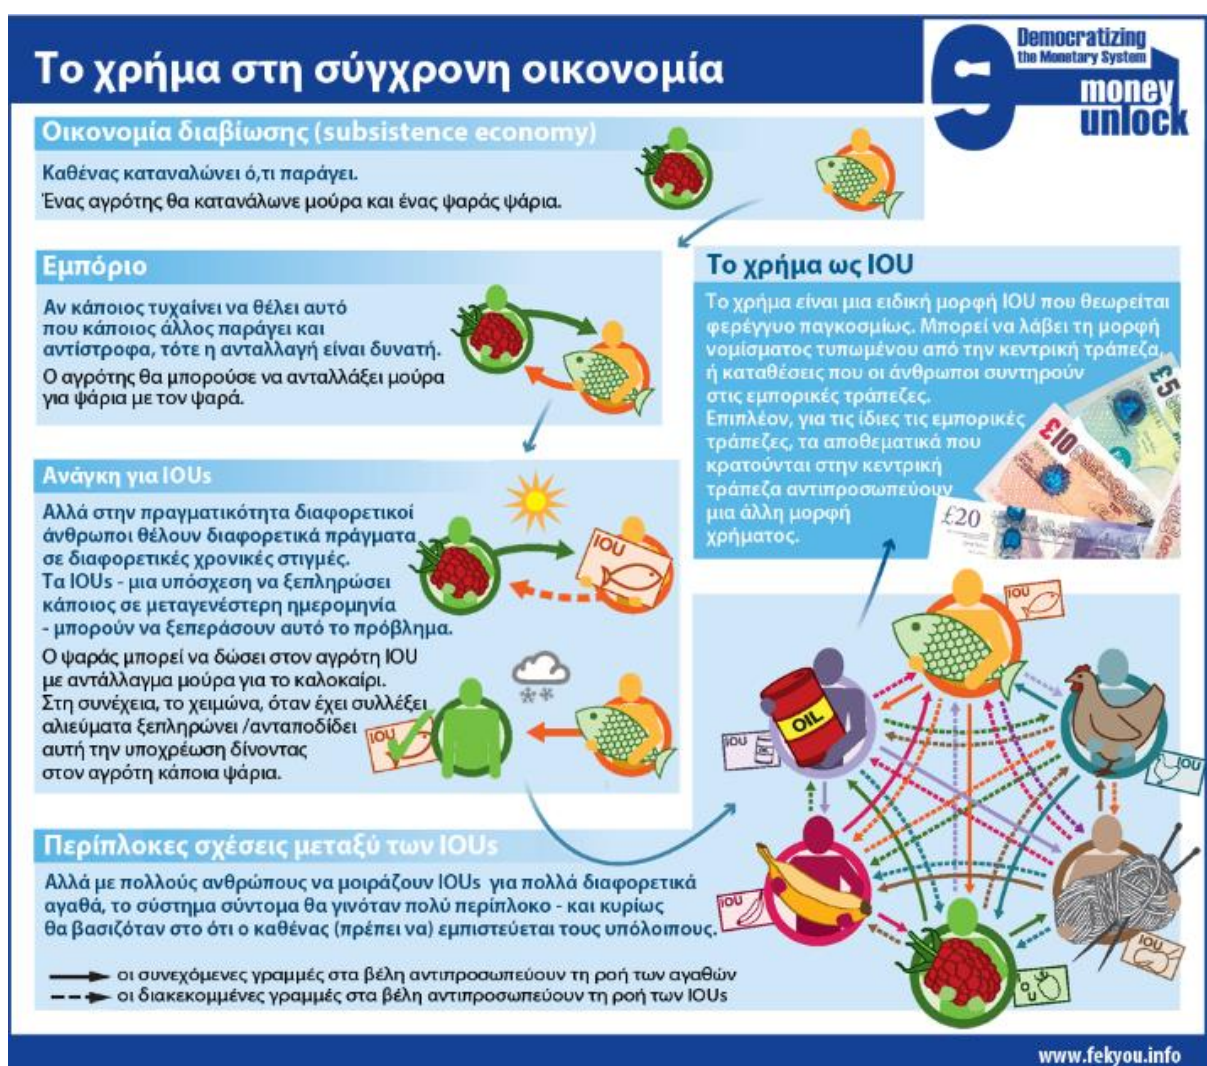 Το χρήμα στη σύγχρονη οικονομία
Democratizing
the Monetary System
money
unlock
Οικονομία διαβίωσης (subsistence economy)
Καθένας καταναλώνει ό,τι παράγει.
Ένας αγρότης θα κατανάλωνε μούρα και ένας ψαράς ψάρια.
Εμπόριο
Αν κάποιος τυχαίνει να θέλει αυτό
που κάποιος άλλος παράγει και
αντίστροφα, τότε η ανταλλαγή είναι δυνατή.
Ο αγρότης θα μπορούσε να ανταλλάξει μούρα
για ψάρια με τον ψαρά.
Ανάγκη για IOUs
Αλλά στην πραγματικότητα διαφορετικοί
άνθρωποι θέλουν διαφορετικά πράγματα
σε διαφορετικές χρονικές στιγμές.
Τα IOUs - μια υπόσχεση να ξεπληρώσει
κάποιος σε μεταγενέστερη ημερομηνία
- μπορούν να ξεπεράσουν αυτό το πρόβλημα.
Ο ψαράς μπορεί να δώσει στον αγρότη IOU
με αντάλλαγμα μούρα για το καλοκαίρι.
Στη συνέχεια, το χειμώνα, όταν έχει συλλέξει
αλιεύματα ξεπληρώνει /ανταποδίδει
αυτή την υποχρέωση δίνοντας
στον αγρότη κάποια ψάρια.
IOU
IOU
Το χρήμα ως IOU
Το χρήμα είναι μια ειδική μορφή IOU που θεωρείται
φερέγγυο παγκοσμίως. Μπορεί να λάβει τη μορφή
νομίσματος τυπωμένου από την κεντρική τράπεζα,
ή καταθέσεις που οι άνθρωποι συντηρούν
στις εμπορικές τράπεζες.
Επιπλέον, για τις ίδιες τις εμπορικές
τράπεζες, τα αποθεματικά που
κρατούνται στην κεντρική
τράπεζα αντιπροσωπεύουν
μια άλλη μορφή
χρήματος.
£5
£10
£20
Περίπλοκες σχέσεις μεταξύ των IOUs
Αλλά με πολλούς ανθρώπους να μοιράζουν IOUs για πολλά διαφορετικά
αγαθά, το σύστημα σύντομα θα γινόταν πολύ περίπλοκο - και κυρίως
θα βασιζόταν στο ότι ο καθένας (πρέπει να) εμπιστεύεται τους υπόλοιπους.
οι συνεχόμενες γραμμές στα βέλη αντιπροσωπεύουν τη ροή των αγαθών
οι διακεκομμένες γραμμές στα βέλη αντιπροσωπεύουν τη ροή των IOUs
IOU
OIL
IOU
IOU
IOU
IOU
IOU
www.fekyou.info